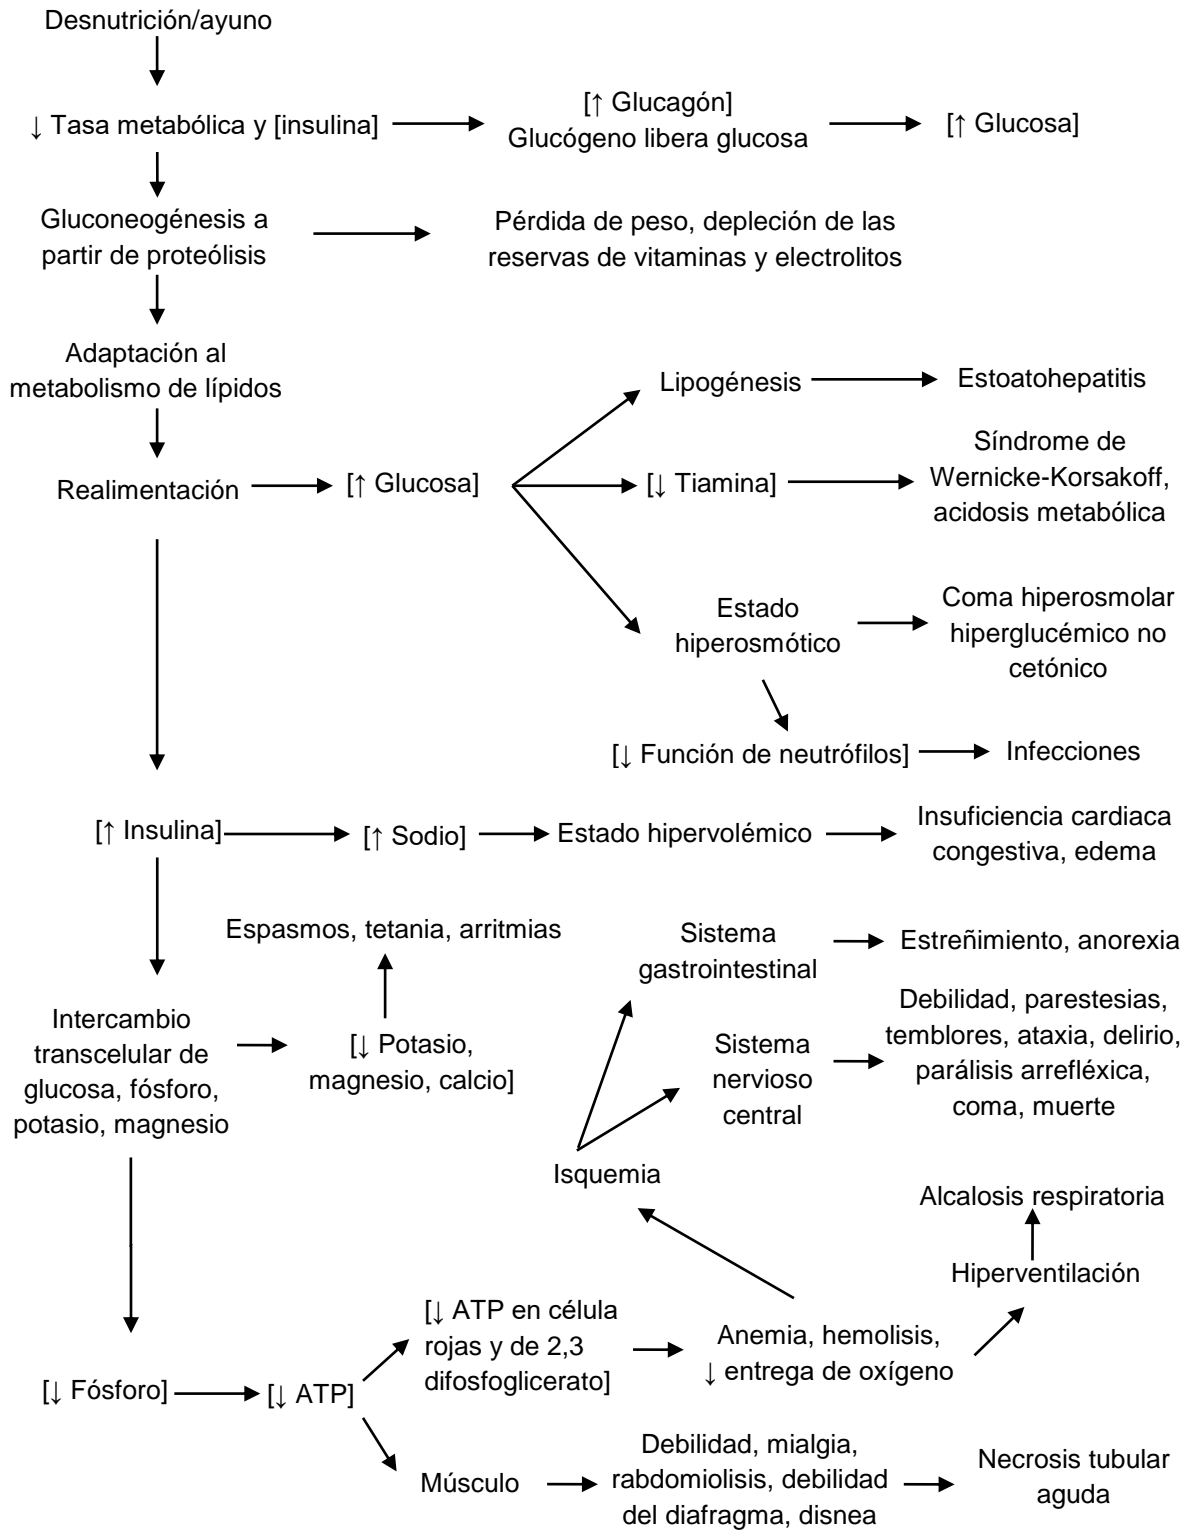 Desnutrición/ayuno
↓ Tasa metabólica y [insulina]
[↑ Glucagón]
Glucógeno libera glucosa
[↑ Glucosa]
Gluconeogénesis a
partir de proteólisis
Pérdida de peso, depleción de las
reservas de vitaminas y electrolitos
Adaptación al
metabolismo de lípidos
Lipogénesis
Estoatohepatitis
Realimentación
[↑ Glucosa]
[↓ Tiamina]
Síndrome de
Wernicke-Korsakoff,
acidosis metabólica
Estado
hiperosmótico
Coma hiperosmolar
hiperglucémico no
cetónico
[↓ Función de neutrófilos]
Infecciones
[↑ Insulina]
[↑ Sodio]
Estado hipervolémico
Insuficiencia cardiaca
congestiva, edema
Espasmos, tetania, arritmias
Sistema
gastrointestinal
Estreñimiento, anorexia
Intercambio
transcelular de
glucosa, fósforo,
potasio, magnesio
[↓ Potasio,
magnesio, calcio]
Sistema
nervioso
central
Debilidad, parestesias,
temblores, ataxia, delirio,
parálisis arrefléxica,
coma, muerte
Isquemia
Alcalosis respiratoria
Hiperventilación
[↓ ATP en célula
rojas y de 2,3
difosfoglicerato]
Anemia, hemolisis,
↓ entrega de oxígeno
[↓ Fósforo]
[↓ ATP]
Músculo
Debilidad, mialgia,
rabdomiolisis, debilidad
del diafragma, disnea
Necrosis tubular
aguda